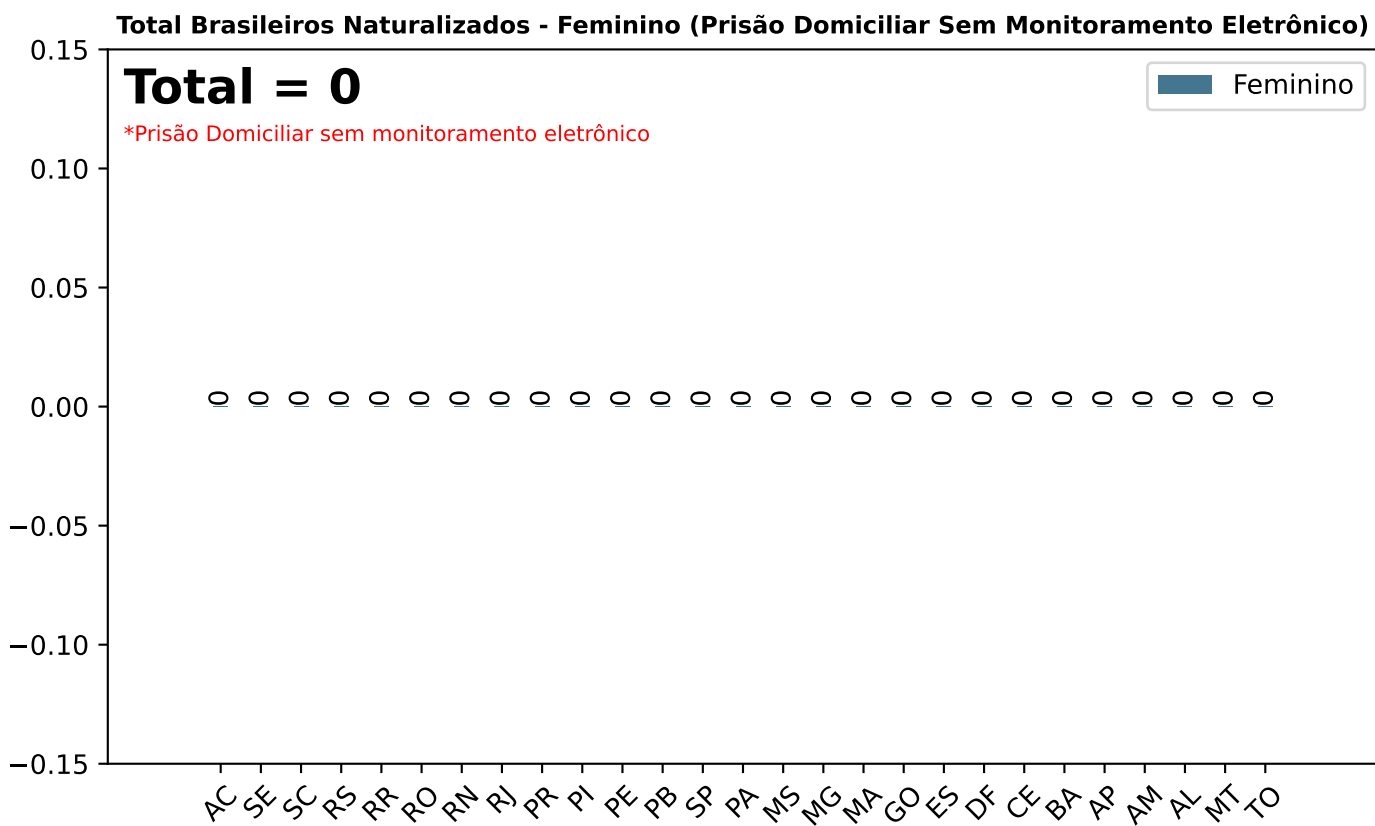 Total Brasileiros Naturalizados - Feminino (Prisão Domiciliar Sem Monitoramento Eletrônico)
0.15
Total = 0
Feminino
*Prisão Domiciliar sem monitoramento eletrônico
0.10
0.05
0 0 0 0 0 0 0 0 0 0 0 0 0 0 0 0 0 0 0 0 0 0 0 0 0 0 0
0.00
−0.05
−0.10
−0.15
AC SE SC RS RR RO RN RJ PR PI PE PB SP PA MS MG MA GO ES DF CE BA AP AM AL MT TO